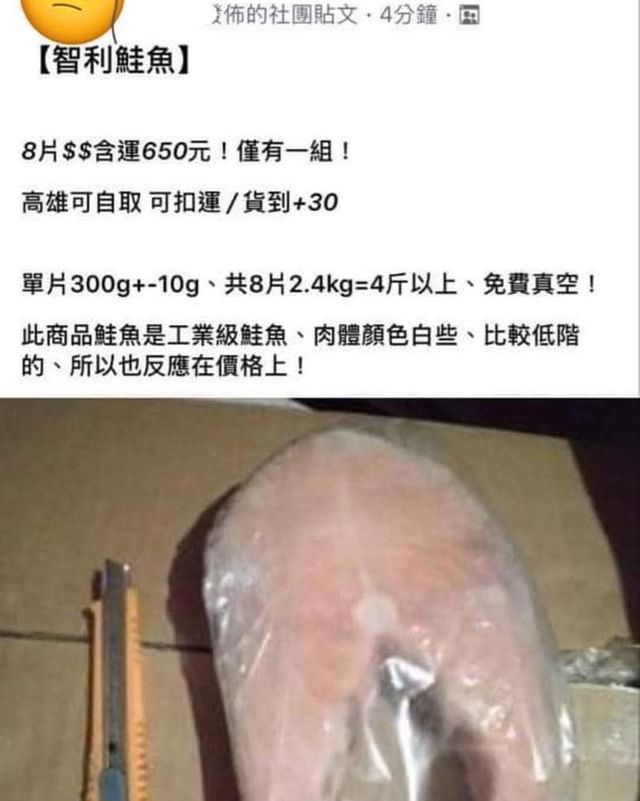 佈的社團貼文・4分鐘・
【智利鮭魚】
8片$$含運650元！僅有一組！
高雄可自取 可扣運/貨到+30
單片300g+-10g、共8片2.4kg=4斤以上、免費真空！
此商品鮭魚是工業級鮭魚、肉體顏色白些、比較低階
的、所以也反應在價格上！